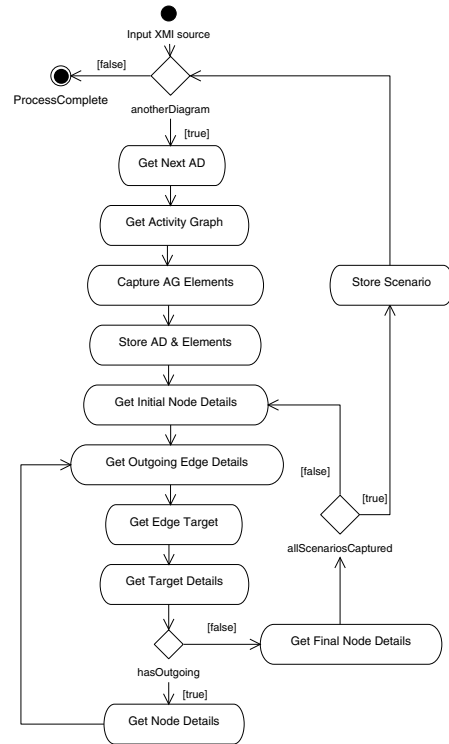 Input XMI source
[false]
ProcessComplete
anotherDiagram
[true]
Get Next AD
Get Activity Graph
Capture AG Elements
Store Scenario
Store AD & Elements
Get Initial Node Details
Get Outgoing Edge Details
[false]
[true]
Get Edge Target
allScenariosCaptured
Get Target Details
[false]
Get Final Node Details
hasOutgoing
[true]
Get Node Details